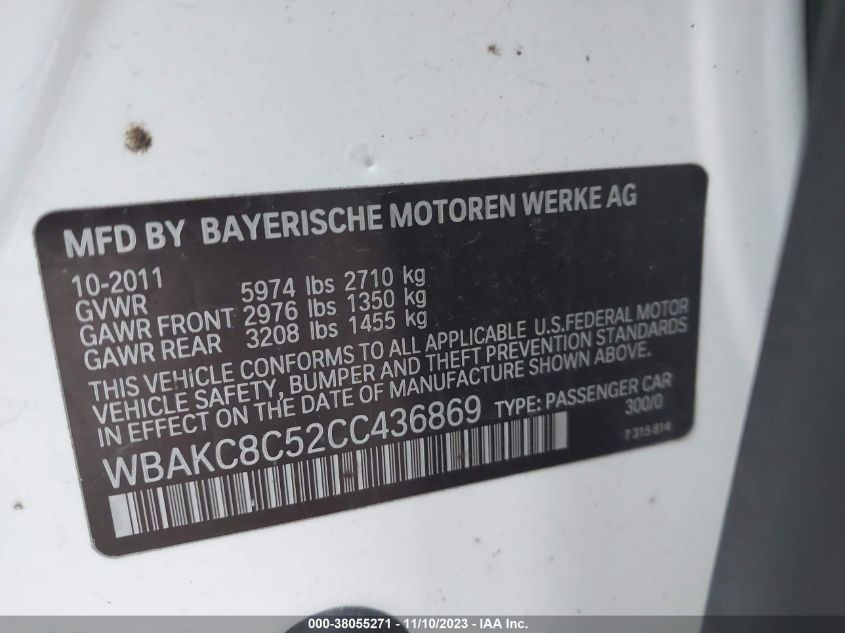 MFD BY BAYERISCHE MOTOREN WERKE AG
10-2011
GVWR 5974 lbs 2710 kg
GAWR FRONT 2976 lbs 1350 kg
GAWR REAR 3208 lbs 1455 kg
THIS VEHICLE CONFORMS TO ALL APPLICABLE U.S.FEDERAL MOTOR
VEHICLE SAFETY, BUMPER AND THEFT PREVENTION STANDARDS
IN EFFECT ON THE DATE OF MANUFACTURE SHOWN ABOVE.
WBAKC8C52CC436869 TYPE: PASSENGER CAR
300/0
7 315 814
000-38055271 - 11/10/2023 - IAA Inc.